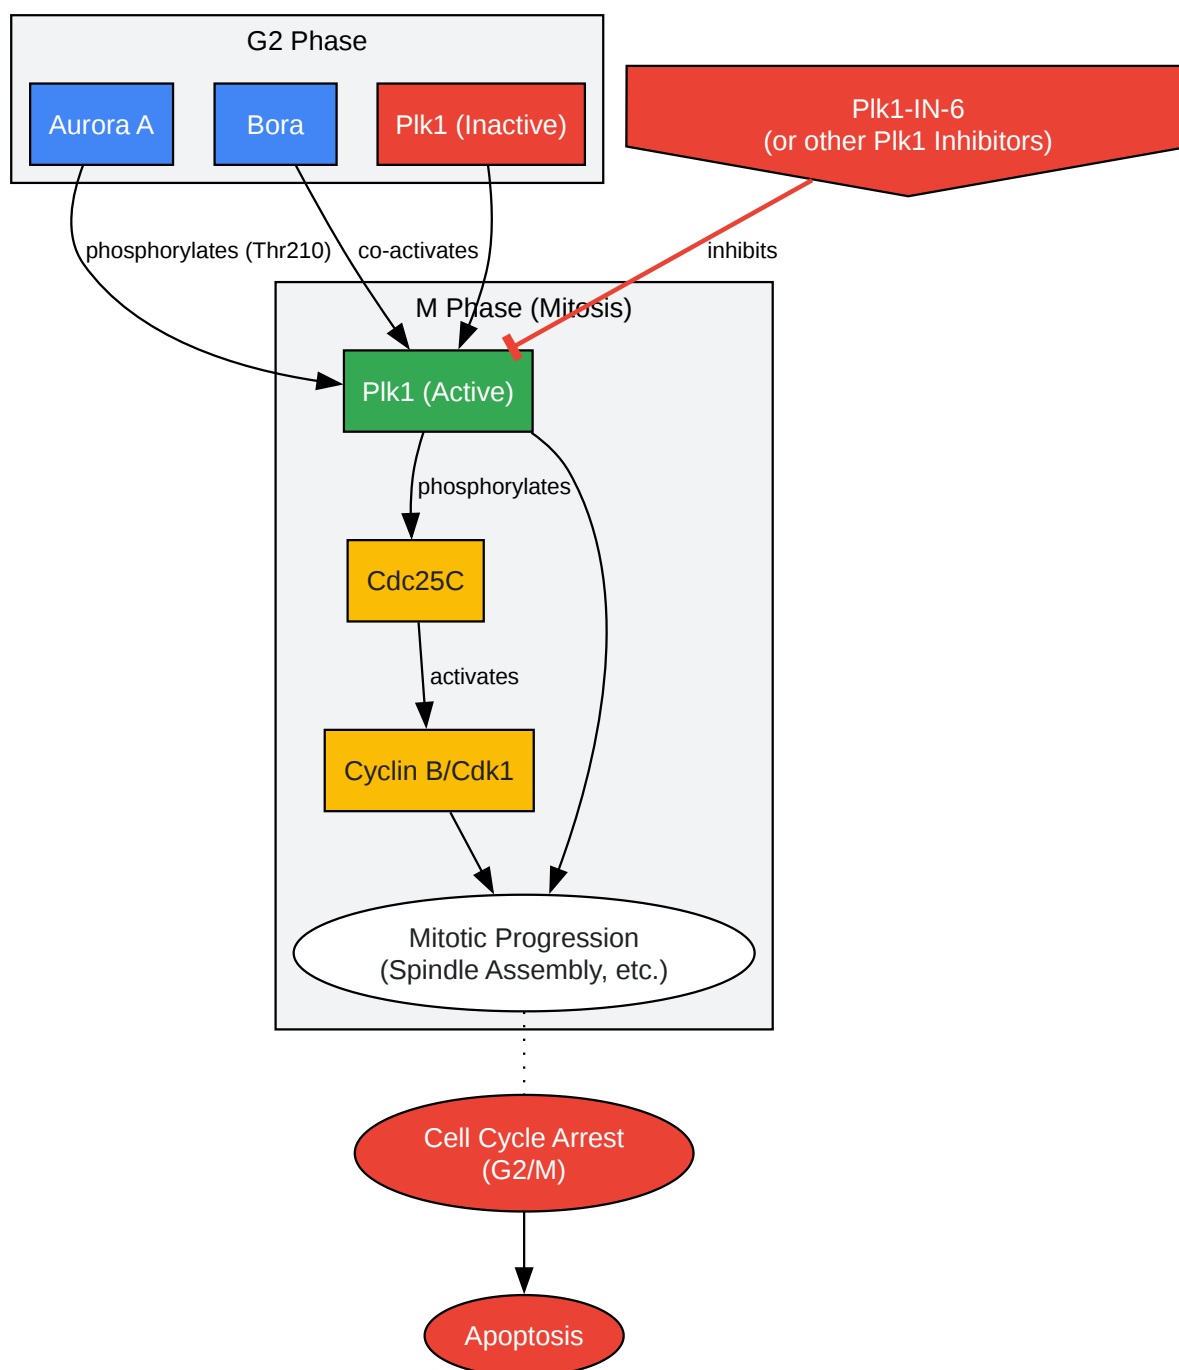 G2 Phase
Aurora A
Bora
Plk1 (Inactive)
Plk1-IN-6
(or other Plk1 Inhibitors)
phosphorylates (Thr210)
co-activates
inhibits
M Phase (Mitosis)
Plk1 (Active)
phosphorylates
Cdc25C
activates
Cyclin B/Cdk1
Mitotic Progression
(Spindle Assembly, etc.)
Cell Cycle Arrest
(G2/M)
Apoptosis